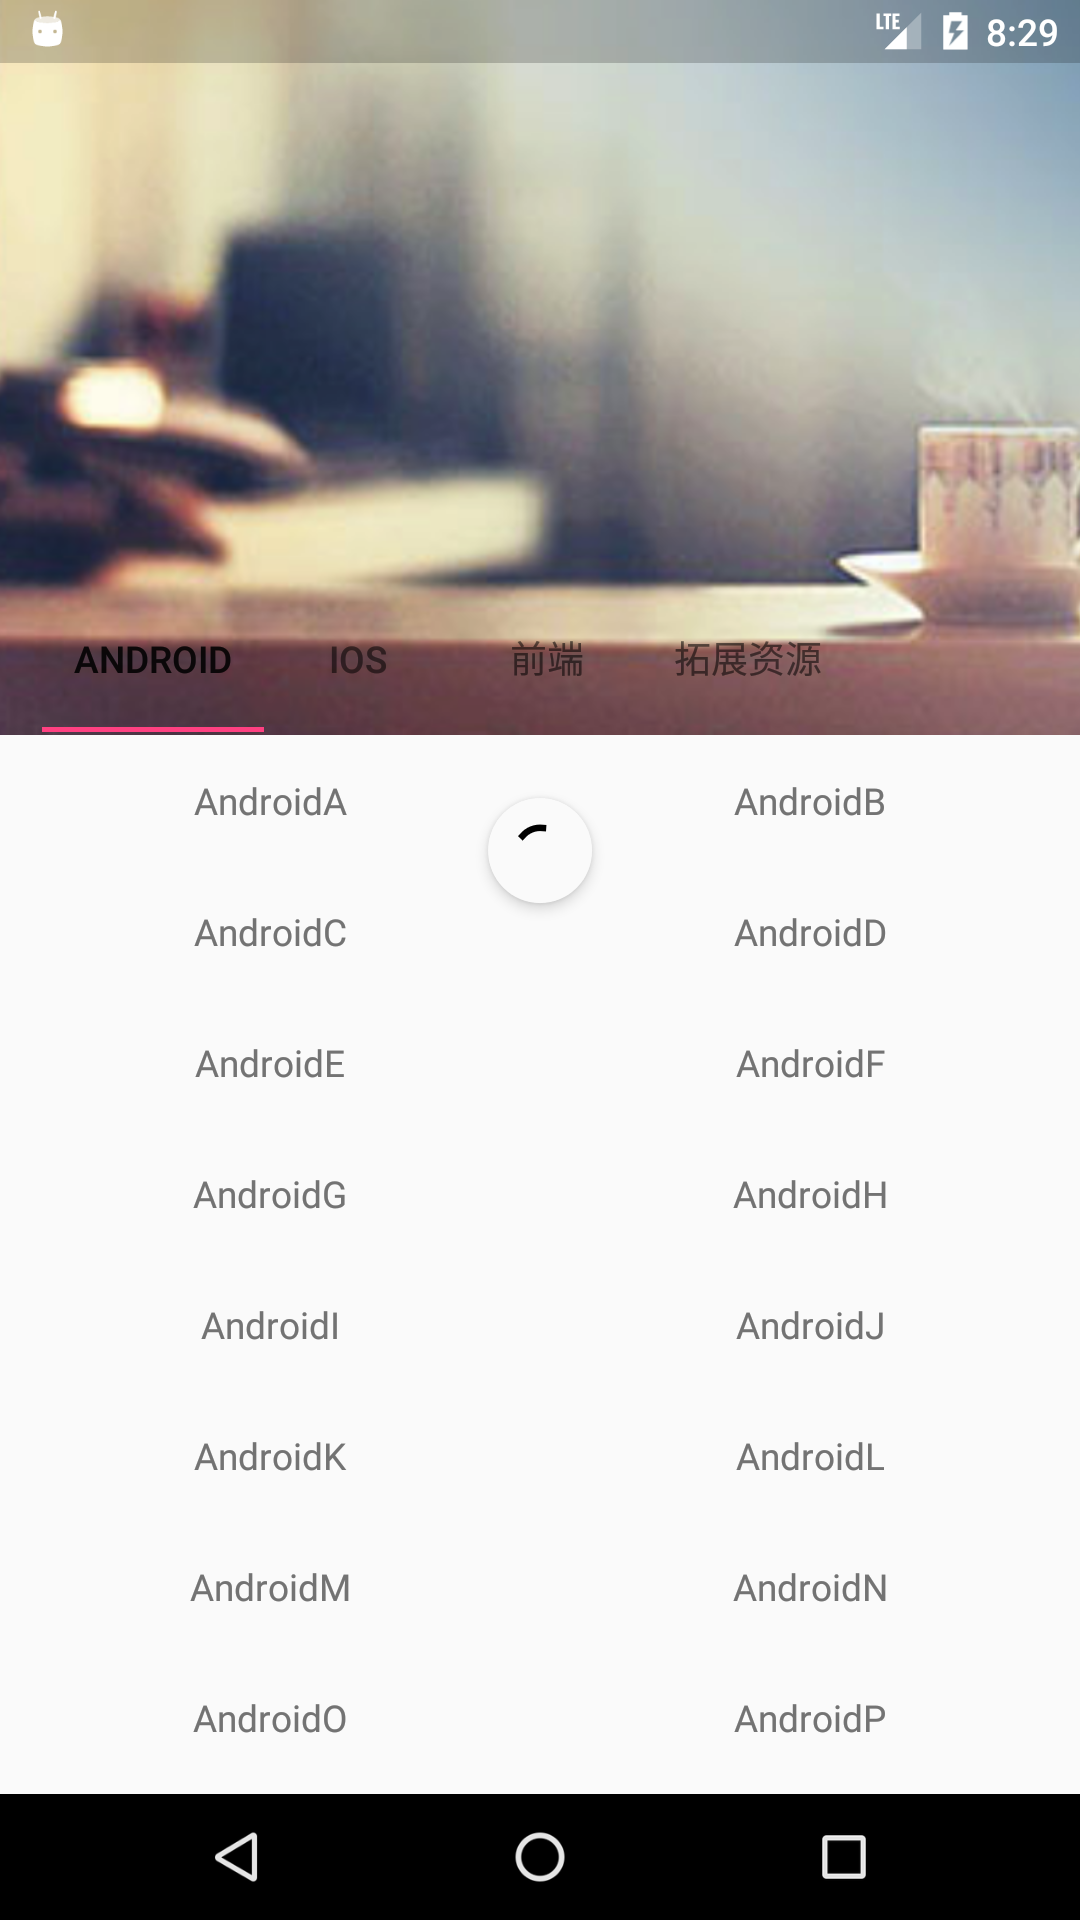 LTE 8:29
ANDROID IOS 前端 拓展资源
AndroidA AndroidB
AndroidC AndroidD
AndroidE AndroidF
AndroidG AndroidH
AndroidI AndroidJ
AndroidK AndroidL
AndroidM AndroidN
AndroidO AndroidP